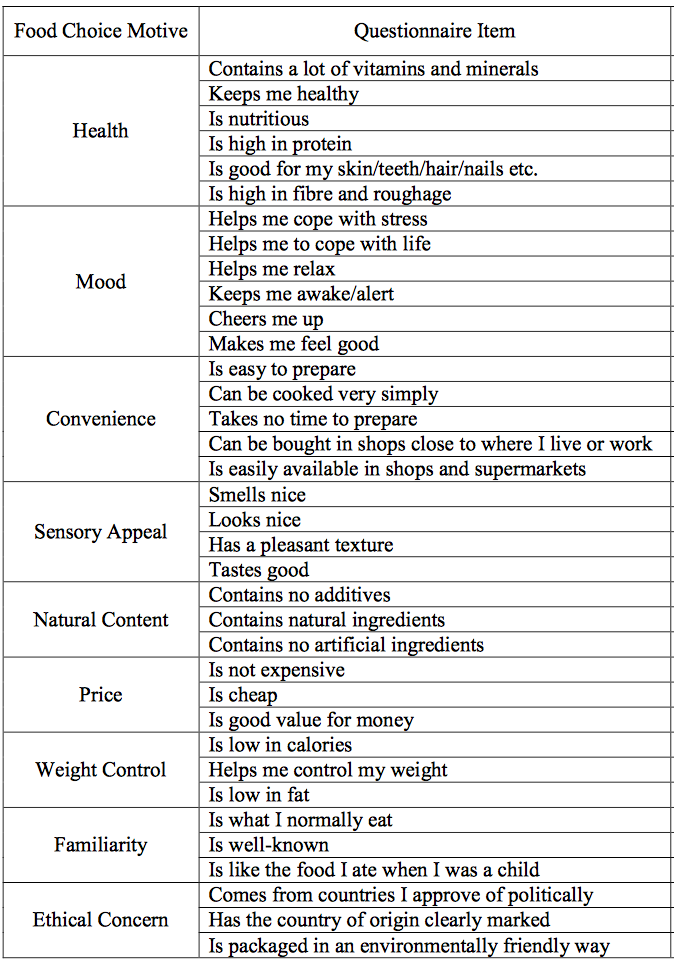 Food Choice Motive Questionnaire Item
Health
Contains a lot of vitamins and minerals
Keeps me healthy
Is nutritious
Is high in protein
Is good for my skin/teeth/hair/nails etc.
Is high in fibre and roughage
Mood
Helps me cope with stress
Helps me to cope with life
Helps me relax
Keeps me awake/alert
Cheers me up
Makes me feel good
Convenience
Is easy to prepare
Can be cooked very simply
Takes no time to prepare
Can be bought in shops close to where I live or work
Is easily available in shops and supermarkets
Sensory Appeal
Smells nice
Looks nice
Has a pleasant texture
Tastes good
Natural Content
Contains no additives
Contains natural ingredients
Contains no artificial ingredients
Price
Is not expensive
Is cheap
Is good value for money
Weight Control
Is low in calories
Helps me control my weight
Is low in fat
Familiarity
Is what I normally eat
Is well-known
Is like the food I ate when I was a child
Ethical Concern
Comes from countries I approve of politically
Has the country of origin clearly marked
Is packaged in an environmentally friendly way